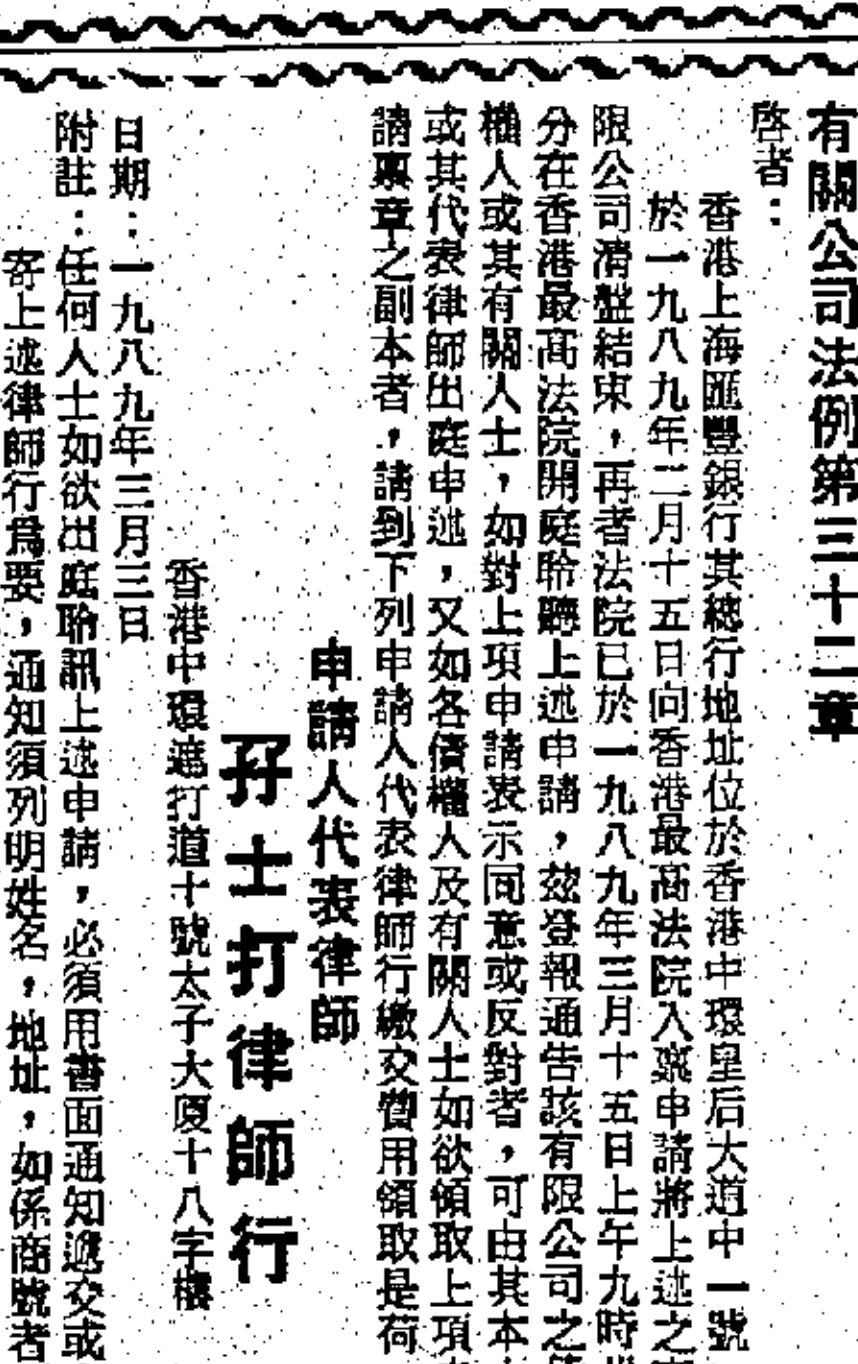 有關公司法例第三十二章
啓者：
香港上海匯豐銀行其總行地址位於香港中環皇后大道中一號
於一九八九年二月十五日向香港最高法院入禀申請將上述之
限公司清盤結束，再者法院已於一九八九年三月十五日上午九時
分在香港最高法院開庭聆聽上述申請，茲登報通告該有限公司之
權人或其有關人士，如對上項申請表示同意或反對者，可由其本
或其代表律師出庭申述，又如各債權人及有關人士如欲領取上項
請禀章之副本者，請到下列申請人代表律師行繳交費用領取是荷
申請人代表律師
孖士打律師行
香港中環遮打道十號太子大廈十八字樓
日期：一九八九年三月三日
附註：任何人士如欲出庭聆訊上述申請，必須用書面通知遞交或
寄上述律師行爲要，通知須列明姓名，地址，如係商號者